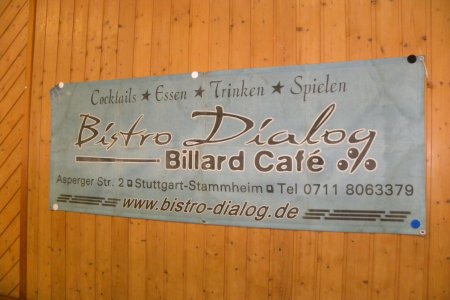 Cocktails ★ Essen ★ Trinken ★ Spielen
Bistro Dialog
Billard Café
Asperger Str. 2 ▪ Stuttgart-Stammheim ▪ Tel 0711 8063379
www.bistro-dialog.de